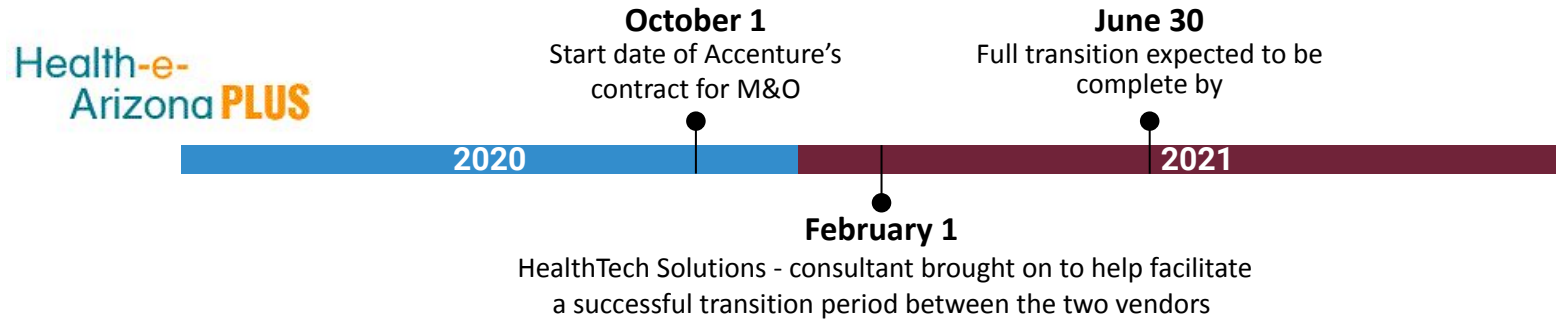 Health-e-
Arizona PLUS
October 1
Start date of Accenture's
contract for M&O
June 30
Full transition expected to be
complete by
2020
2021
February 1
HealthTech Solutions - consultant brought on to help facilitate
a successful transition period between the two vendors